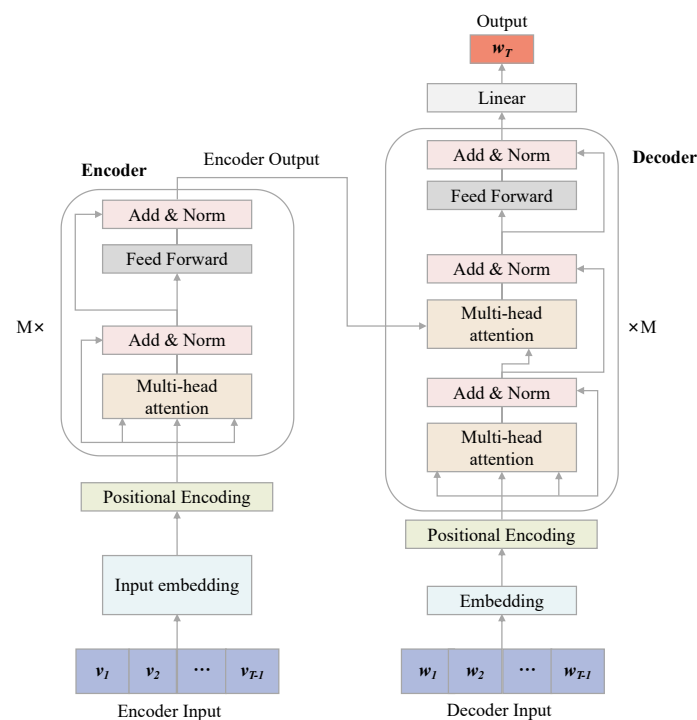 Output
w_T
Linear
Encoder
Encoder Output
Decoder
Add & Norm
Feed Forward
Add & Norm
Multi-head
attention
M×
Add & Norm
Feed Forward
Add & Norm
Multi-head
attention
Add & Norm
Multi-head
attention
×M
Positional Encoding
Input embedding
v_1 v_2 ··· v_{T-1}
Encoder Input
Positional Encoding
Embedding
w_1 w_2 ··· w_{T-1}
Decoder Input